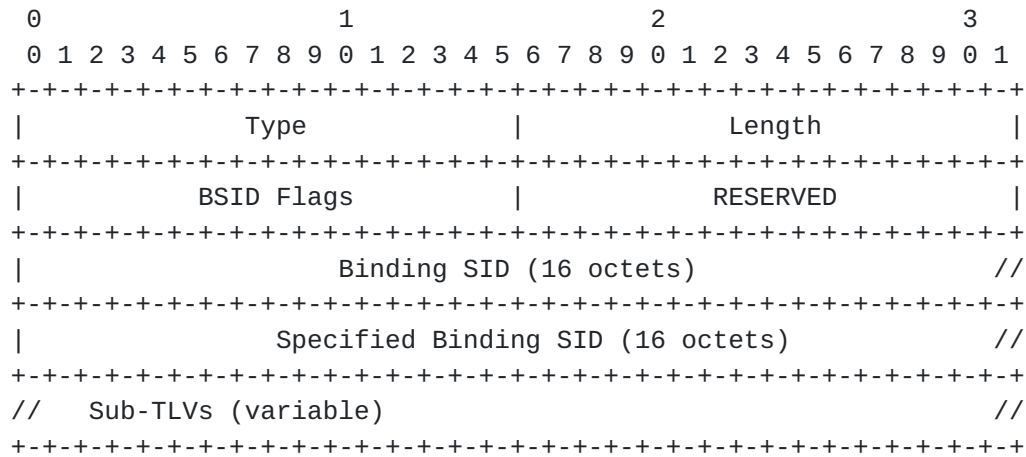 0                   1                   2                   3
 0 1 2 3 4 5 6 7 8 9 0 1 2 3 4 5 6 7 8 9 0 1 2 3 4 5 6 7 8 9 0 1
+-+-+-+-+-+-+-+-+-+-+-+-+-+-+-+-+-+-+-+-+-+-+-+-+-+-+-+-+-+-+-+-+
|              Type             |             Length            |
+-+-+-+-+-+-+-+-+-+-+-+-+-+-+-+-+-+-+-+-+-+-+-+-+-+-+-+-+-+-+-+-+
|           BSID Flags          |            RESERVED           |
+-+-+-+-+-+-+-+-+-+-+-+-+-+-+-+-+-+-+-+-+-+-+-+-+-+-+-+-+-+-+-+-+
|                    Binding SID (16 octets)                   //
+-+-+-+-+-+-+-+-+-+-+-+-+-+-+-+-+-+-+-+-+-+-+-+-+-+-+-+-+-+-+-+-+
|                Specified Binding SID (16 octets)             //
+-+-+-+-+-+-+-+-+-+-+-+-+-+-+-+-+-+-+-+-+-+-+-+-+-+-+-+-+-+-+-+-+
//   Sub-TLVs (variable)                                       //
+-+-+-+-+-+-+-+-+-+-+-+-+-+-+-+-+-+-+-+-+-+-+-+-+-+-+-+-+-+-+-+-+